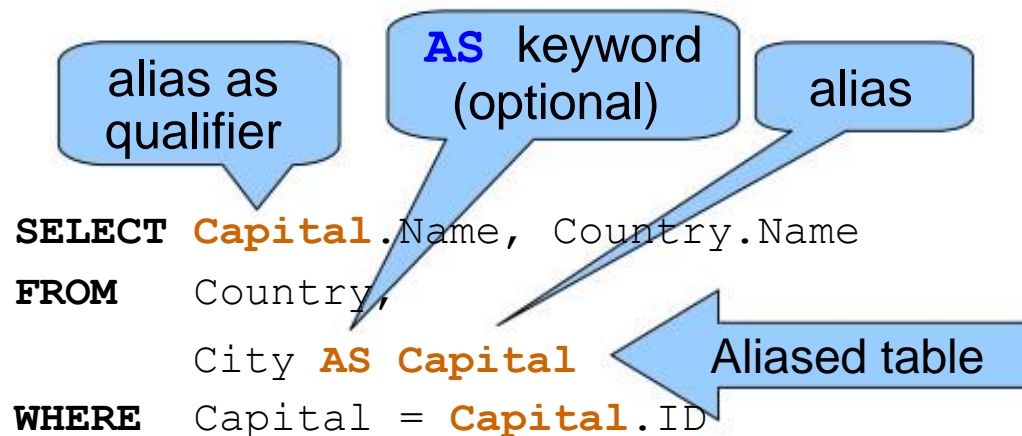 alias as
qualifier
AS keyword
(optional)
alias
SELECT Capital.Name, Country.Name
FROM Country,
City AS Capital
Aliased table
WHERE Capital = Capital.ID